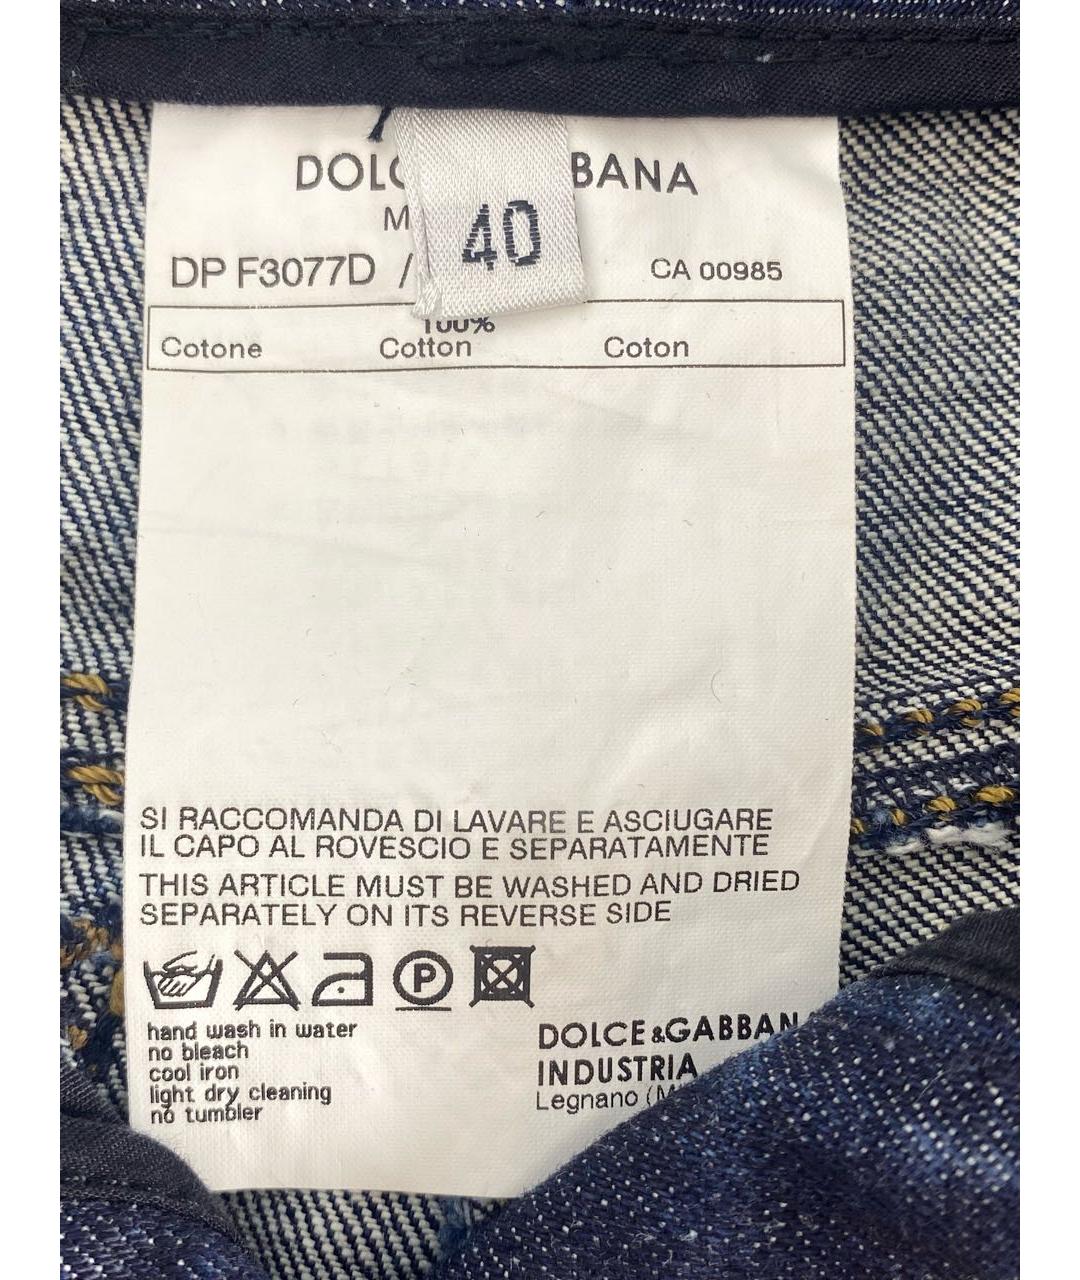 DOLC BANA
40
DP F3077D / CA 00985
100%
Cotone Cotton Coton
SI RACCOMANDA DI LAVARE E ASCIUGARE
IL CAPO AL ROVESCIO E SEPARATAMENTE
THIS ARTICLE MUST BE WASHED AND DRIED
SEPARATELY ON ITS REVERSE SIDE
P
hand wash in water
no bleach
cool iron
light dry cleaning
no tumbler
DOLCE &GABBAN
INDUSTRIA
Legnano